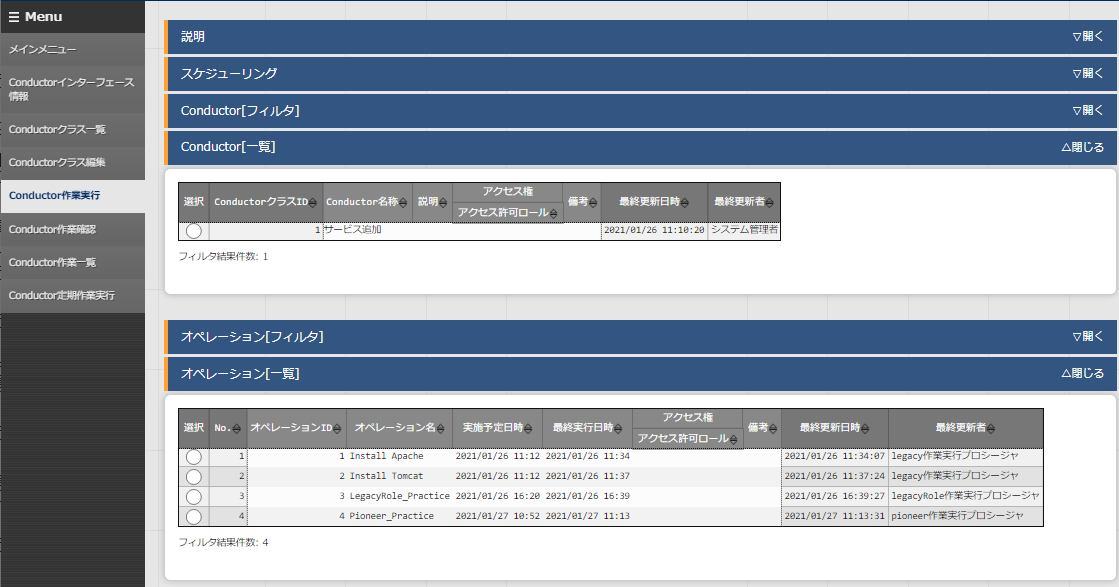 ☰ Menu
メインメニュー
Conductorインターフェース
情報
Conductorクラス一覧
Conductorクラス編集
Conductor作業実行
Conductor作業確認
Conductor作業一覧
Conductor定期作業実行
説明 ▽開く
スケジューリング ▽開く
Conductor[フィルタ] ▽開く
Conductor[一覧] △閉じる
選択 ConductorクラスID Conductor名称 説明 アクセス権 備考 最終更新日時 最終更新者
アクセス許可ロール
1 サービス追加 2021/01/26 11:10:20 システム管理者
フィルタ結果件数: 1
オペレーション[フィルタ] ▽開く
オペレーション[一覧] △閉じる
選択 No. オペレーションID オペレーション名 実施予定日時 最終実行日時 アクセス権 備考 最終更新日時 最終更新者
アクセス許可ロール
1 1 Install Apache 2021/01/26 11:12 2021/01/26 11:34 2021/01/26 11:34:07 legacy作業実行プロシージャ
2 2 Install Tomcat 2021/01/26 11:12 2021/01/26 11:37 2021/01/26 11:37:24 legacy作業実行プロシージャ
3 3 LegacyRole_Practice 2021/01/26 16:20 2021/01/26 16:39 2021/01/26 16:39:27 legacyRole作業実行プロシージャ
4 4 Pioneer_Practice 2021/01/27 10:52 2021/01/27 11:13 2021/01/27 11:13:31 pioneer作業実行プロシージャ
フィルタ結果件数: 4